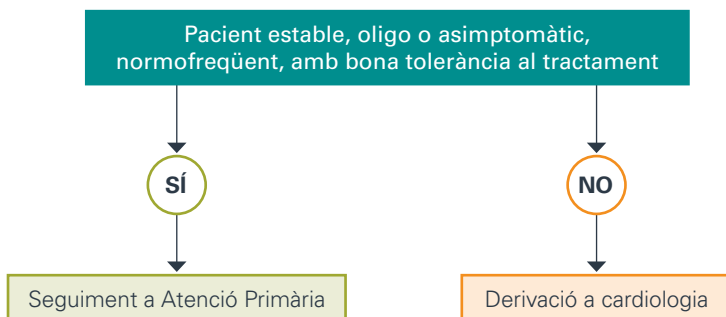 Pacient estable, oligo o asimptomàtic,
normofreqüent, amb bona tolerància al tractament
SÍ
NO
Seguiment a Atenció Primària
Derivació a cardiologia